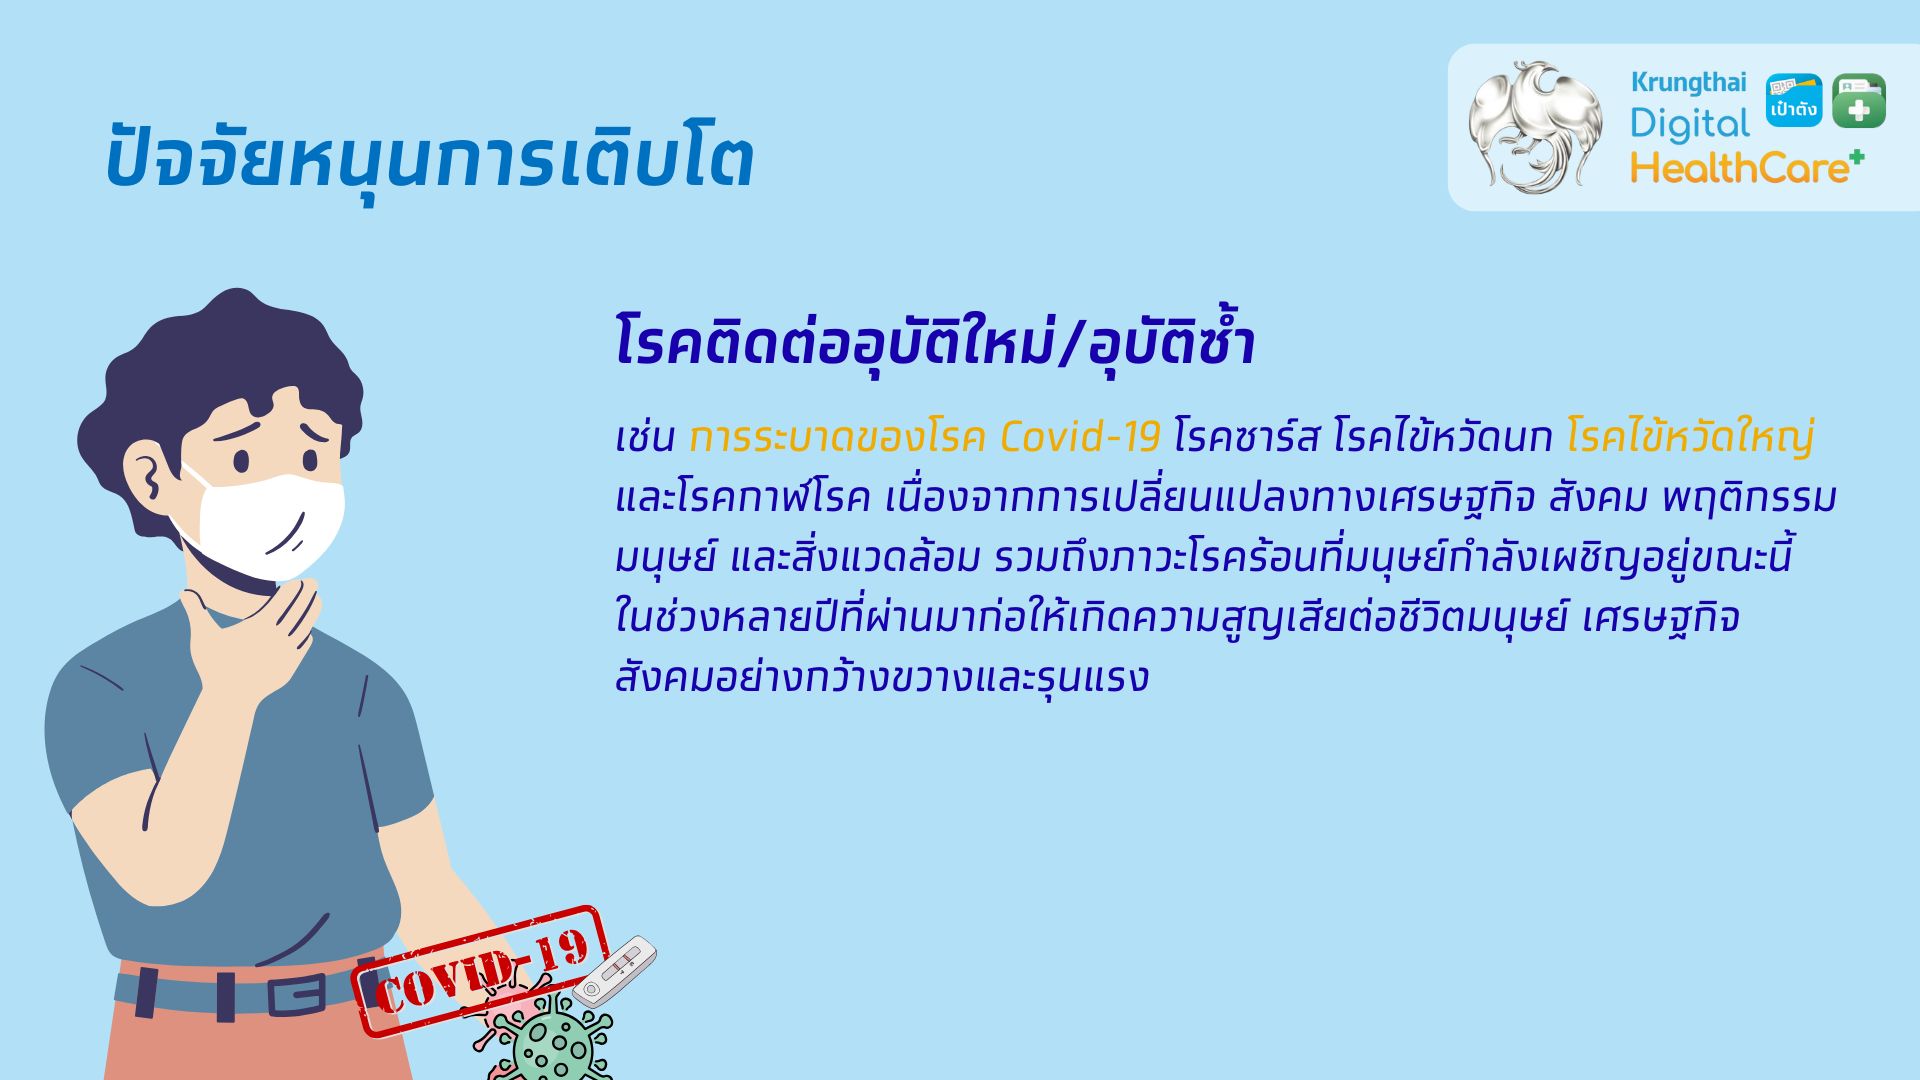 ปัจจัยหนุนการเติบโต
Krungthai
Digital
HealthCare+
เป๋าตัง
โรคติดต่ออุบัติใหม่/อุบัติซ้ำ
เช่น การระบาดของโรค Covid-19 โรคซาร์ส โรคไข้หวัดนก โรคไข้หวัดใหญ่
และโรคกาฬโรค เนื่องจากการเปลี่ยนแปลงทางเศรษฐกิจ สังคม พฤติกรรม
มนุษย์ และสิ่งแวดล้อม รวมถึงภาวะโรคร้อนที่มนุษย์กำลังเผชิญอยู่ขณะนี้
ในช่วงหลายปีที่ผ่านมาก่อให้เกิดความสูญเสียต่อชีวิตมนุษย์ เศรษฐกิจ
สังคมอย่างกว้างขวางและรุนแรง
COVID-19